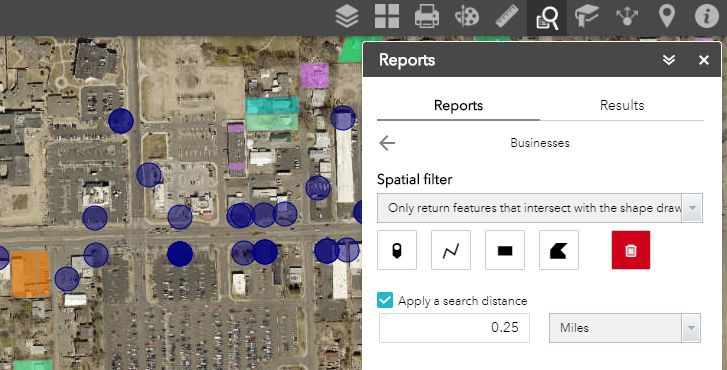 Reports
Reports Results
Businesses
Spatial filter
Only return features that intersect with the shape draw
Apply a search distance
0.25 Miles